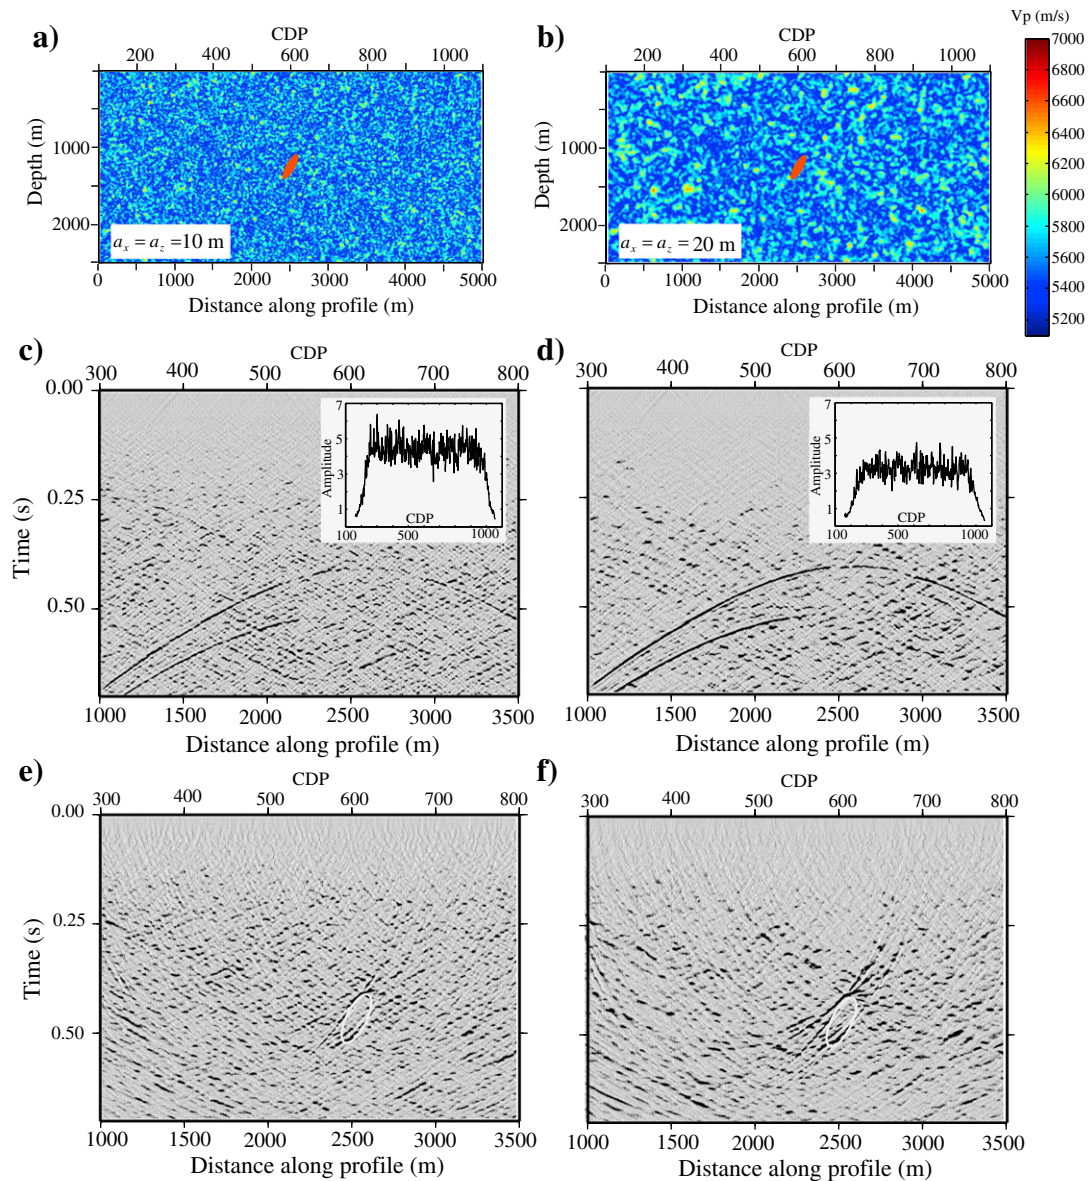 Vp (m/s)
a)
CDP
200 400 600 800 1000
Depth (m)
1000
2000
a_x = a_z =10 m
0 1000 2000 3000 4000 5000
Distance along profile (m)
b)
CDP
200 400 600 800 1000
Depth (m)
1000
2000
a_x = a_z = 20 m
0 1000 2000 3000 4000 5000
Distance along profile (m)
7000
6800
6600
6400
6200
6000
5800
5600
5400
5200
c)
CDP
300 400 500 600 700 800
0.00
0.25
0.50
Time (s)
7
5
3
1
Amplitude
CDP
100 500 1000
1000 1500 2000 2500 3000 3500
Distance along profile (m)
d)
CDP
300 400 500 600 700 800
7
5
3
1
Amplitude
CDP
100 500 1000
1000 1500 2000 2500 3000 3500
Distance along profile (m)
e)
CDP
300 400 500 600 700 800
0.00
0.25
0.50
Time (s)
1000 1500 2000 2500 3000 3500
Distance along profile (m)
f)
CDP
300 400 500 600 700 800
1000 1500 2000 2500 3000 3500
Distance along profile (m)